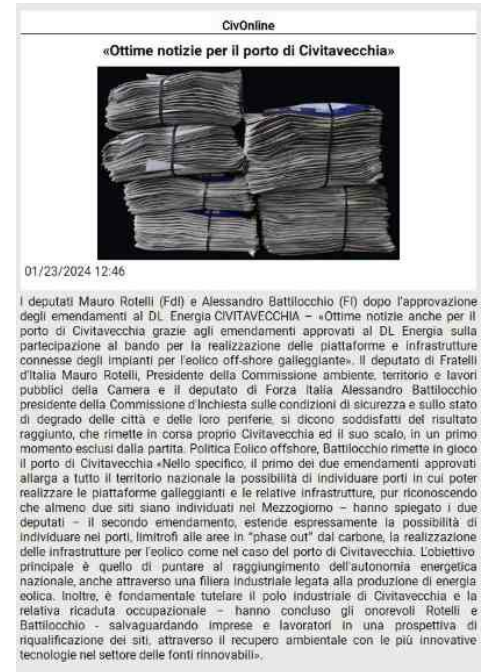 CivOnline
«Ottime notizie per il porto di Civitavecchia»
01/23/2024 12:46
I deputati Mauro Rotelli (FdI) e Alessandro Battilocchio (FI) dopo l'approvazione
degli emendamenti al DL Energia CIVITAVECCHIA – «Ottime notizie anche per il
porto di Civitavecchia grazie agli emendamenti approvati al DL Energia sulla
partecipazione al bando per la realizzazione delle piattaforme e infrastrutture
connesse degli impianti per l'eolico off-shore galleggiante». Il deputato di Fratelli
d'Italia Mauro Rotelli, Presidente della Commissione ambiente, territorio e lavori
pubblici della Camera e il deputato di Forza Italia Alessandro Battilocchio
presidente della Commissione d'Inchiesta sulle condizioni di sicurezza e sullo stato
di degrado delle città e delle loro periferie, si dicono soddisfatti del risultato
raggiunto, che rimette in corsa proprio Civitavecchia ed il suo scalo, in un primo
momento esclusi dalla partita. Politica Eolico offshore, Battilocchio rimette in gioco
il porto di Civitavecchia «Nello specifico, il primo dei due emendamenti approvati
allarga a tutto il territorio nazionale la possibilità di individuare porti in cui poter
realizzare le piattaforme galleggianti e le relative infrastrutture, pur riconoscendo
che almeno due siti siano individuati nel Mezzogiorno – hanno spiegato i due
deputati – il secondo emendamento, estende espressamente la possibilità di
individuare nei porti, limitrofi alle aree in "phase out" dal carbone, la realizzazione
delle infrastrutture per l'eolico come nel caso del porto di Civitavecchia. L'obiettivo
principale è quello di puntare al raggiungimento dell'autonomia energetica
nazionale, anche attraverso una filiera industriale legata alla produzione di energia
eolica. Inoltre, è fondamentale tutelare il polo industriale di Civitavecchia e la
relativa ricaduta occupazionale – hanno concluso gli onorevoli Rotelli e
Battilocchio - salvaguardando imprese e lavoratori in una prospettiva di
riqualificazione dei siti, attraverso il recupero ambientale con le più innovative
tecnologie nel settore delle fonti rinnovabili».